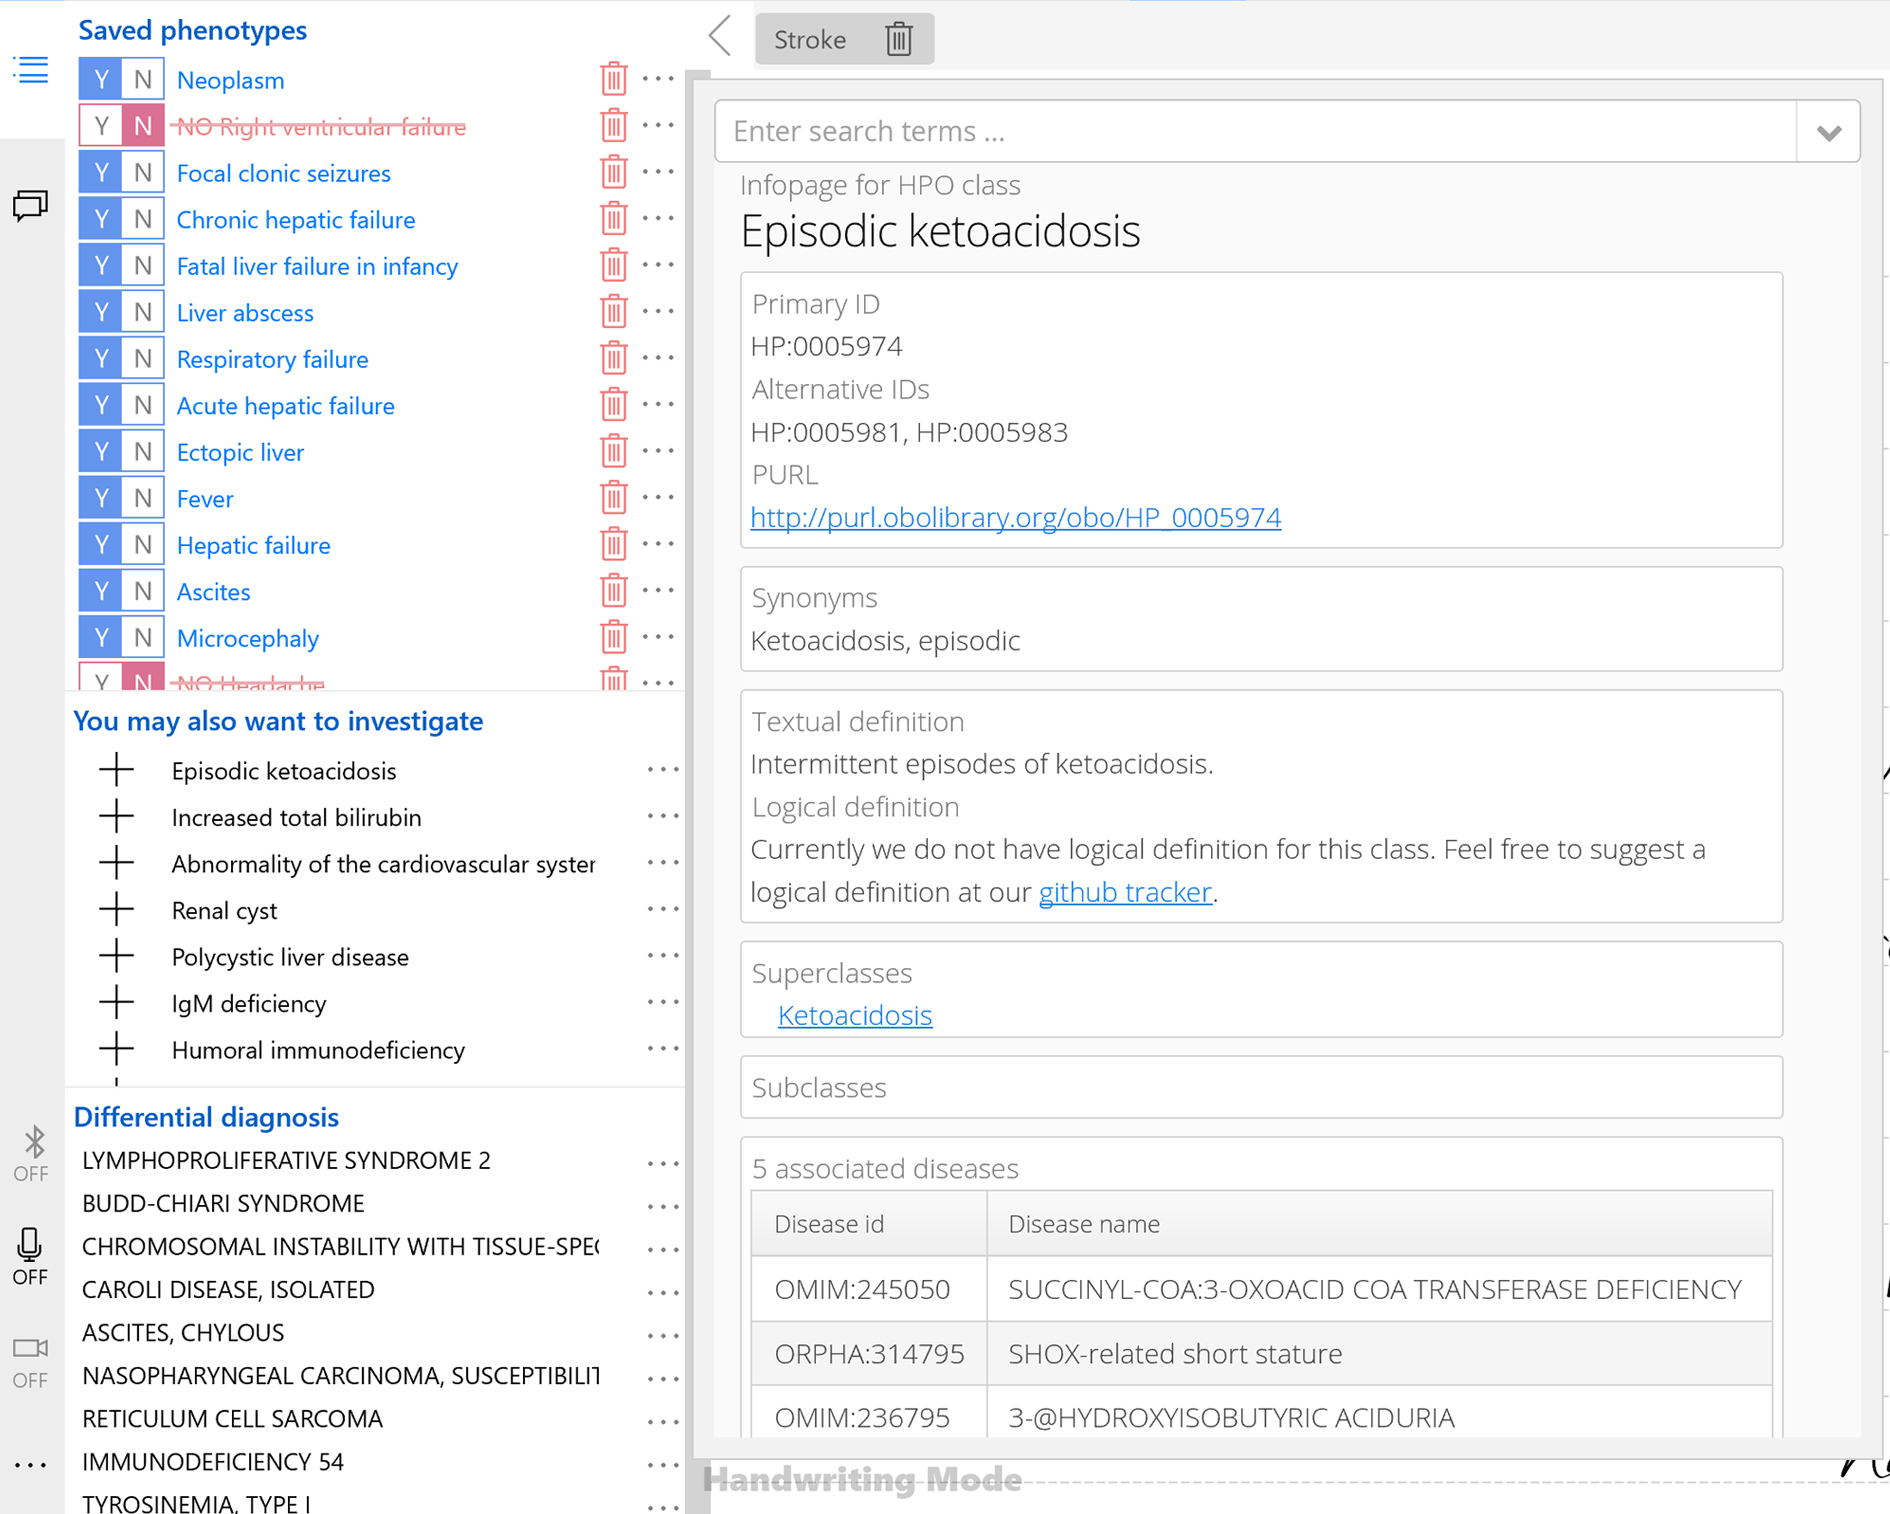 Saved phenotypes
Y N Neoplasm
Y N NO Right ventricular failure
Y N Focal clonic seizures
Y N Chronic hepatic failure
Y N Fatal liver failure in infancy
Y N Liver abscess
Y N Respiratory failure
Y N Acute hepatic failure
Y N Ectopic liver
Y N Fever
Y N Hepatic failure
Y N Ascites
Y N Microcephaly
Y N NO Headache
You may also want to investigate
Episodic ketoacidosis
Increased total bilirubin
Abnormality of the cardiovascular syster
Renal cyst
Polycystic liver disease
IgM deficiency
Humoral immunodeficiency
Differential diagnosis
LYMPHOPROLIFERATIVE SYNDROME 2
BUDD-CHIARI SYNDROME
CHROMOSOMAL INSTABILITY WITH TISSUE-SPEC
CAROLI DISEASE, ISOLATED
ASCITES, CHYLOUS
NASOPHARYNGEAL CARCINOMA, SUSCEPTIBILIT
RETICULUM CELL SARCOMA
IMMUNODEFICIENCY 54
TYROSINEMIA, TYPE I
OFF
OFF
OFF
Stroke
Enter search terms ...
Infopage for HPO class
Episodic ketoacidosis
Primary ID
HP:0005974
Alternative IDs
HP:0005981, HP:0005983
PURL
http://purl.obolibrary.org/obo/HP_0005974
Synonyms
Ketoacidosis, episodic
Textual definition
Intermittent episodes of ketoacidosis.
Logical definition
Currently we do not have logical definition for this class. Feel free to suggest a
logical definition at our github tracker.
Superclasses
Ketoacidosis
Subclasses
5 associated diseases
Disease id Disease name
OMIM:245050 SUCCINYL-COA:3-OXOACID COA TRANSFERASE DEFICIENCY
ORPHA:314795 SHOX-related short stature
OMIM:236795 3-@HYDROXYISOBUTYRIC ACIDURIA
Handwriting Mode